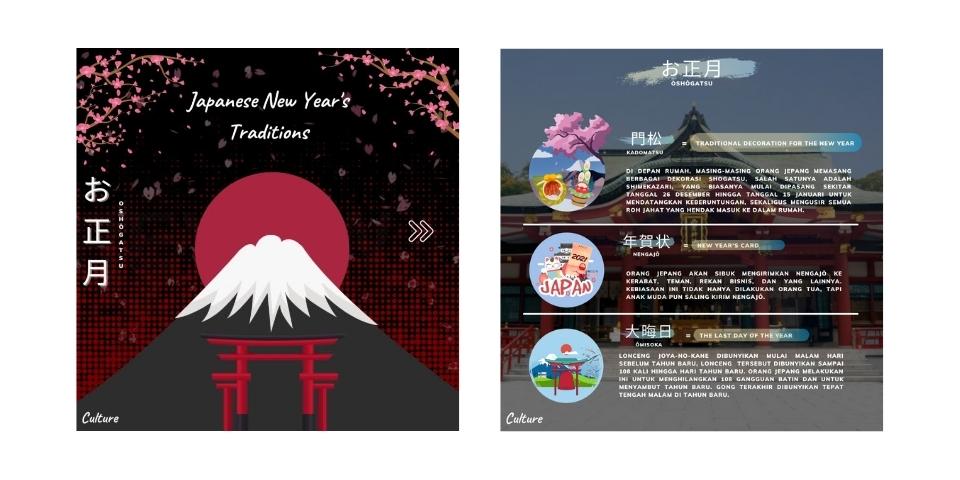 Japanese New Year's
Traditions
お正月
ŌSHŌGATSU
Culture
お正月
ŌSHŌGATSU
門松
KADOMATSU
= TRADITIONAL DECORATION FOR THE NEW YEAR
DI DEPAN RUMAH, MASING-MASING ORANG JEPANG MEMASANG
BERBAGAI DEKORASI SHOGATSU, SALAH SATUNYA ADALAH
SHIMEKAZARI, YANG BIASANYA MULAI DIPASANG SEKITAR
TANGGAL 26 DESEMBER HINGGA TANGGAL 15 JANUARI UNTUK
MENDATANGKAN KEBERUNTUNGAN, SEKALIGUS MENGUSIR SEMUA
ROH JAHAT YANG HENDAK MASUK KE DALAM RUMAH.
年賀状
NENGAJŌ
= NEW YEAR'S CARD
2021
JAPAN
ORANG JEPANG AKAN SIBUK MENGIRIMKAN NENGAJŌ KE
KERABAT, TEMAN, REKAN BISNIS, DAN YANG LAINNYA.
KEBIASAAN INI TIDAK HANYA DILAKUKAN ORANG TUA, TAPI
ANAK MUDA PUN SALING KIRIM NENGAJŌ.
大晦日
ŌMISOKA
= THE LAST DAY OF THE YEAR
LONCENG JOYA-NO-KANE DIBUNYIKAN MULAI MALAM HARI
SEBELUM TAHUN BARU. LONCENG TERSEBUT DIBUNYIKAN SAMPAI
108 KALI HINGGA HARI TAHUN BARU. ORANG JEPANG MELAKUKAN
INI UNTUK MENGHILANGKAN 108 GANGGUAN BATIN DAN UNTUK
MENYAMBUT TAHUN BARU. GONG TERAKHIR DIBUNYIKAN TEPAT
TENGAH MALAM DI TAHUN BARU.
Culture